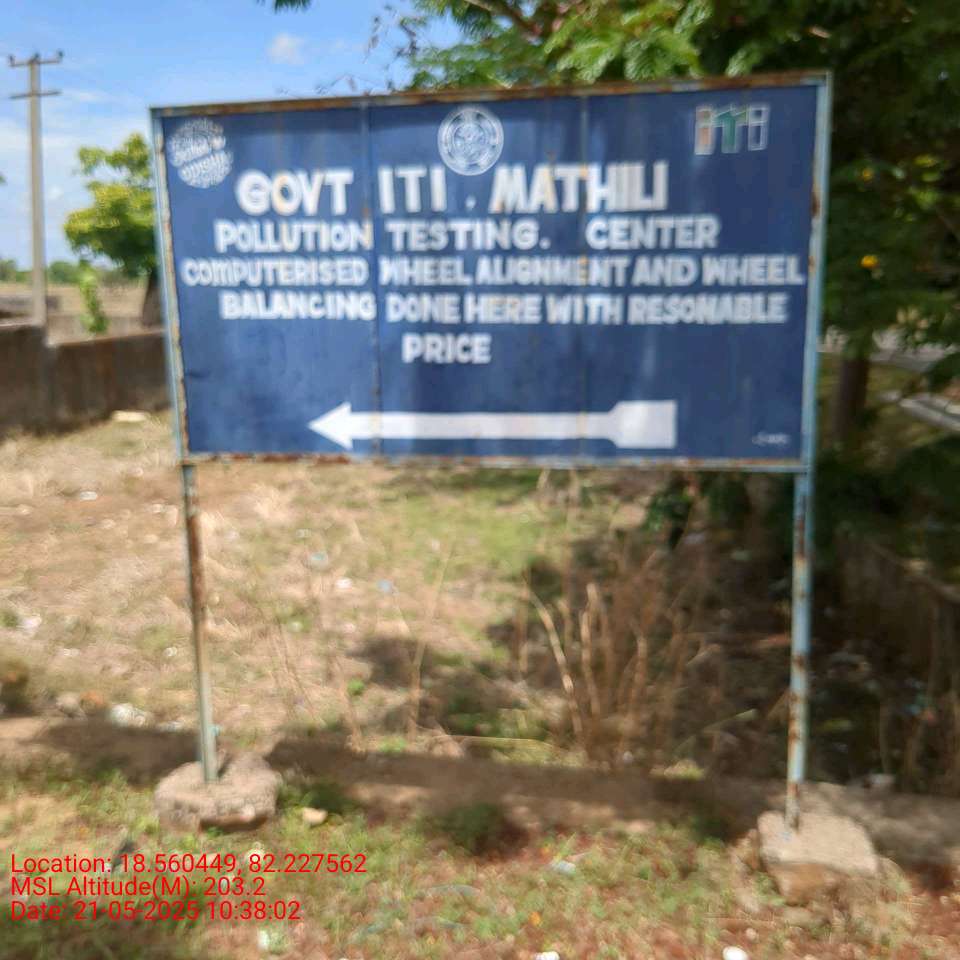 iTi
GOVT ITI. MATHILI
POLLUTION TESTING. CENTER
COMPUTERISED WHEEL ALIGNMENT AND WHEEL
BALANCING DONE HERE WITH RESONABLE
PRICE
Location: 18.560449, 82.227562
MSL Altitude(M): 203.2
Date: 21-05-2025 10:38:02